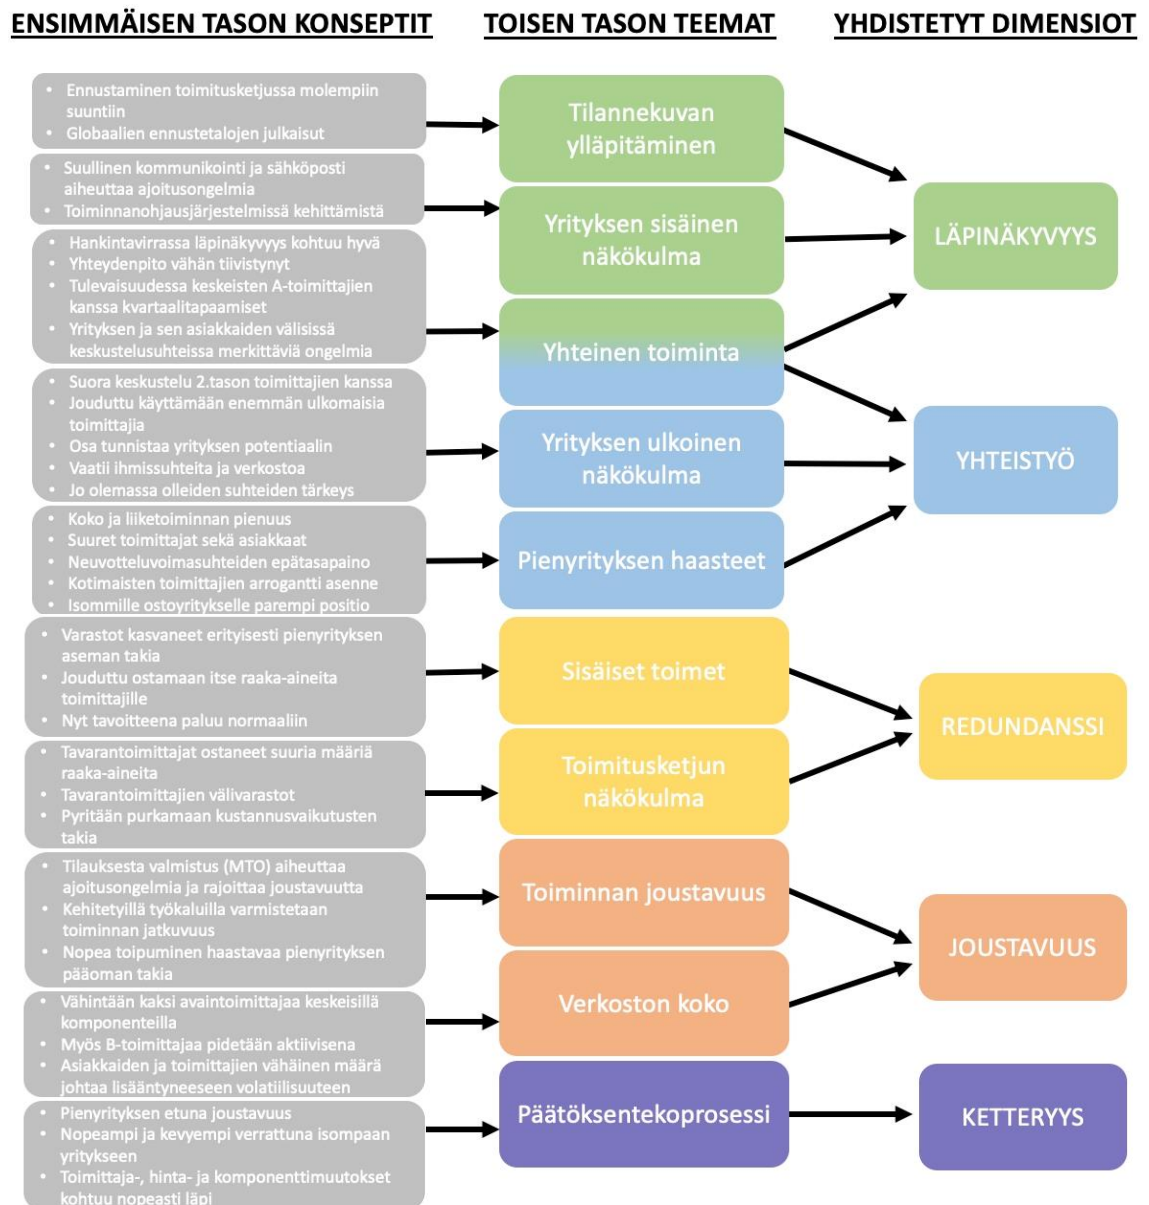 ENSIMMÄISEN TASON KONSEPTIT
TOISEN TASON TEEMAT
YHDISTETYT DIMENSIOT
• Ennustaminen toimitusketjussa molempiin
suuntiin
• Globaalien ennustetalojen julkaisut
• Suullinen kommunikointi ja sähköposti
aiheuttaa ajoitusongelmia
• Toiminnanohjausjärjestelmissä kehittämistä
• Hankintavirrassa läpinäkyvyys kohtuu hyvä
• Yhteydenpito vähän tiivistynyt
• Tulevaisuudessa keskeisten A-toimittajien
kanssa kvartaalitapaamiset
• Yrityksen ja sen asiakkaiden välisissä
keskustelusuhteissa merkittäviä ongelmia
• Suora keskustelu 2.tason toimittajien kanssa
• Jouduttu käyttämään enemmän ulkomaisia
toimittajia
• Osa tunnistaa yrityksen potentiaalin
• Vaatii ihmissuhteita ja verkostoa
• Jo olemassa olleiden suhteiden tärkeys
• Koko ja liiketoiminnan pienuus
• Suuret toimittajat sekä asiakkaat
• Neuvotteluvoimasuhteiden epätasapaino
• Kotimaisten toimittajien arrogantti asenne
• Isommille ostoyritykselle parempi positio
• Varastot kasvaneet erityisesti pienyrityksen
aseman takia
• Jouduttu ostamaan itse raaka-aineita
toimittajille
• Nyt tavoitteena paluu normaaliin
• Tavarantoimittajat ostaneet suuria määriä
raaka-aineita
• Tavarantoimittajien välivarastot
• Pyritään purkamaan kustannusvaikutusten
takia
• Tilauksesta valmistus (MTO) aiheuttaa
ajoitusongelmia ja rajoittaa joustavuutta
• Kehitetyillä työkaluilla varmistetaan
toiminnan jatkuvuus
• Nopea toipuminen haastavaa pienyrityksen
pääoman takia
• Vähintään kaksi avaintoimittajaa keskeisillä
komponenteilla
• Myös B-toimittajaa pidetään aktiivisena
• Asiakkaiden ja toimittajien vähäinen määrä
johtaa lisääntyneeseen volatiilisuuteen
• Pienyrityksen etuna joustavuus
• Nopeampi ja kevyempi verrattuna isompaan
yritykseen
• Toimittaja-, hinta- ja komponenttimuutokset
kohtuu nopeasti läpi
Tilannekuvan
ylläpitäminen
Yrityksen sisäinen
näkökulma
Yhteinen toiminta
Yrityksen ulkoinen
näkökulma
Pienyrityksen haasteet
Sisäiset toimet
Toimitusketjun
näkökulma
Toiminnan joustavuus
Verkoston koko
Päätöksentekoprosessi
LÄPINÄKYVYYS
YHTEISTYÖ
REDUNDANSSI
JOUSTAVUUS
KETTERYYS